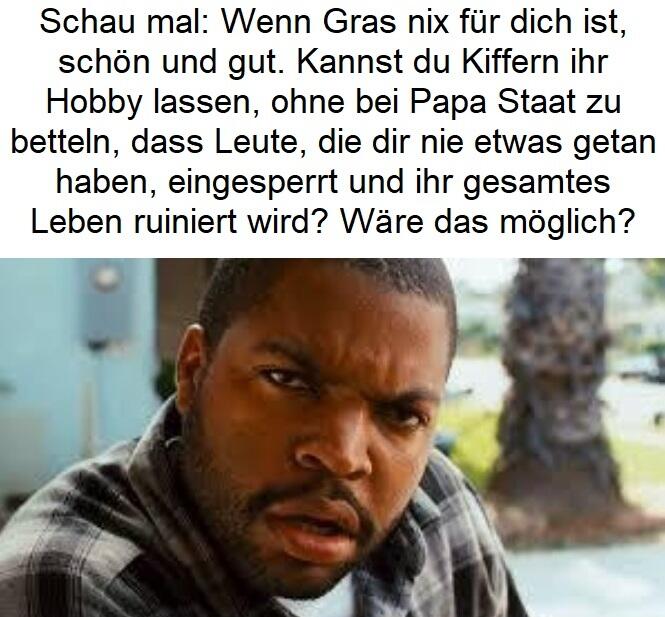 Schau mal: Wenn Gras nix für dich ist,
schön und gut. Kannst du Kiffern ihr
Hobby lassen, ohne bei Papa Staat zu
betteln, dass Leute, die dir nie etwas getan
haben, eingesperrt und ihr gesamtes
Leben ruiniert wird? Wäre das möglich?